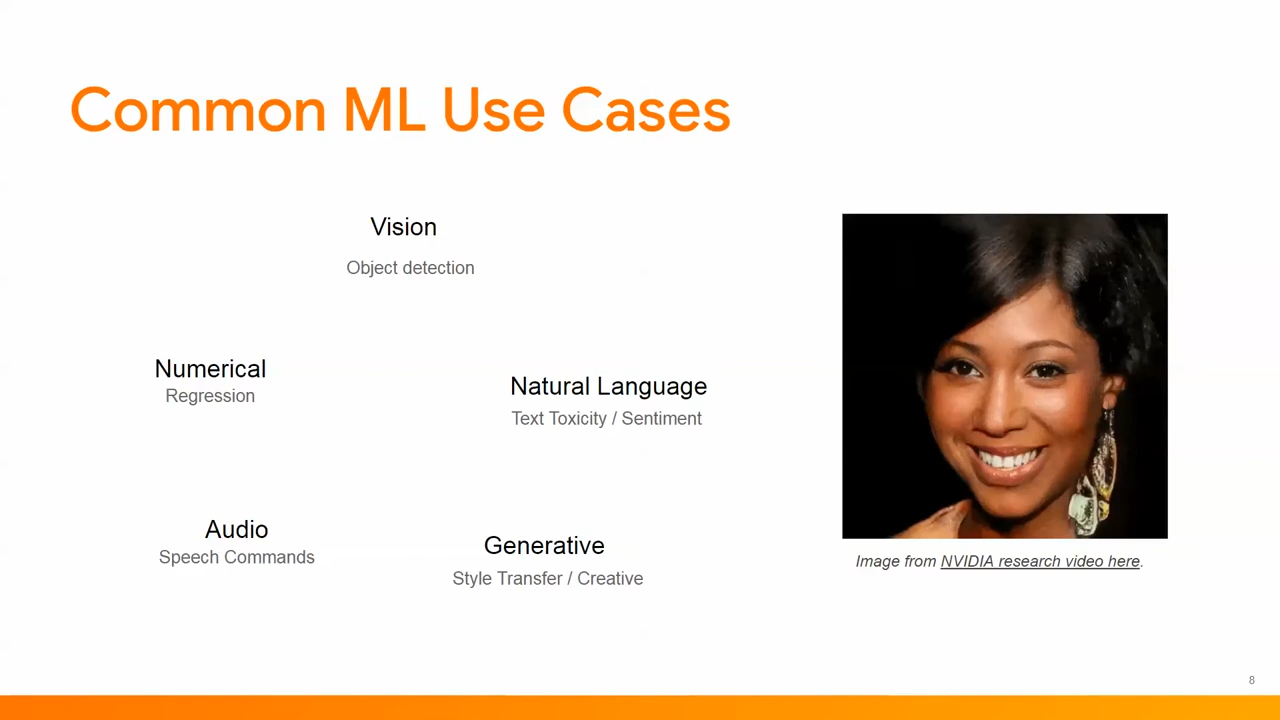 Common ML Use Cases
Vision
Object detection
Numerical
Regression
Natural Language
Text Toxicity / Sentiment
Audio
Speech Commands
Generative
Style Transfer / Creative
Image from NVIDIA research video here.
8